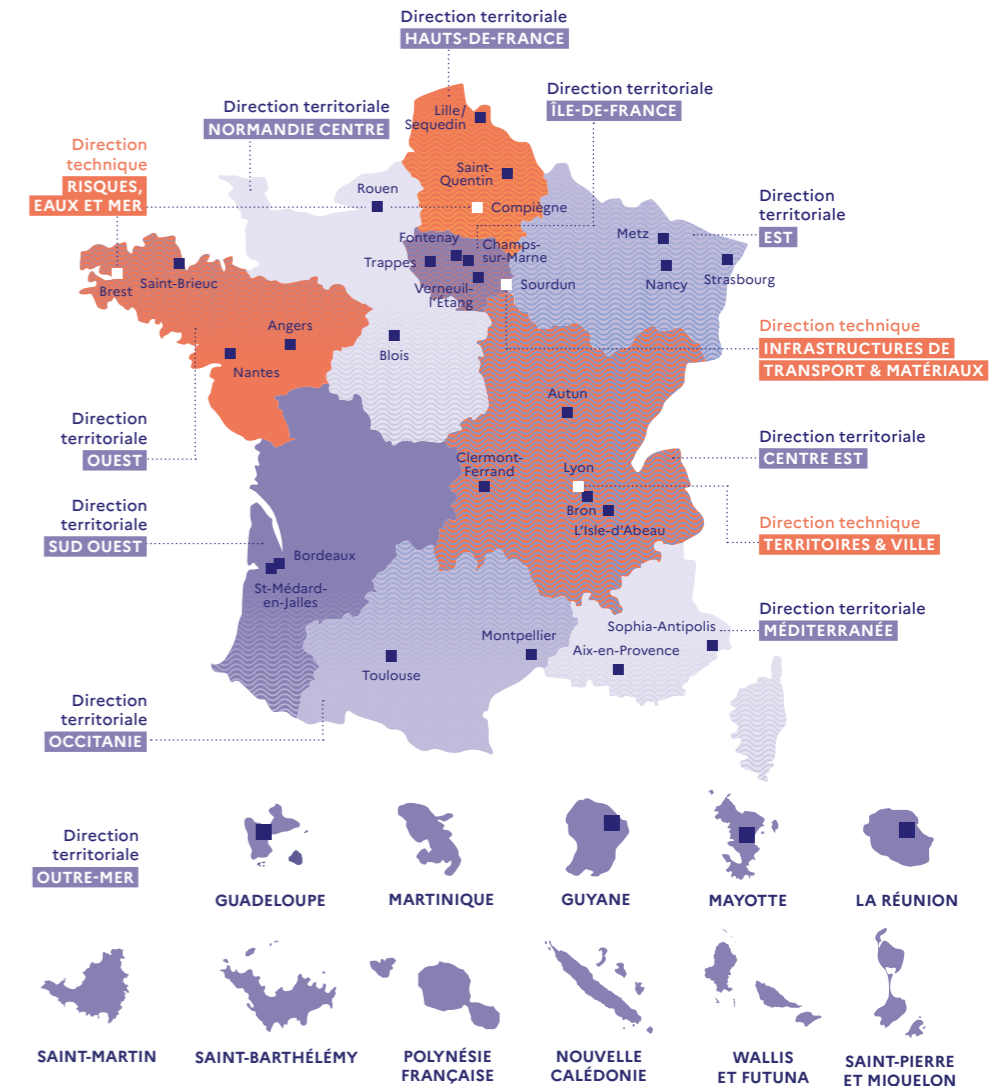 Direction territoriale
HAUTS-DE-FRANCE
Direction territoriale
ÎLE-DE-FRANCE
Direction territoriale
NORMANDIE CENTRE
Direction
technique
RISQUES,
EAUX ET MER
Lille/
Sequedin
Saint-
Quentin
Compiègne
Rouen
Direction
territoriale
EST
Metz
Nancy
Strasbourg
Fontenay
Trappes
Champs-
sur-Marne
Verneuil-
l'Étang
Sourdun
Brest
Saint-Brieuc
Angers
Nantes
Blois
Direction technique
INFRASTRUCTURES DE
TRANSPORT & MATÉRIAUX
Autun
Direction
territoriale
OUEST
Clermont-
Ferrand
Lyon
Bron
L'Isle-d'Abeau
Direction territoriale
CENTRE EST
Direction
territoriale
SUD OUEST
Direction technique
TERRITOIRES & VILLE
Bordeaux
St-Médard-
en-Jalles
Direction territoriale
MÉDITERRANÉE
Sophia-Antipolis
Aix-en-Provence
Montpellier
Toulouse
Direction
territoriale
OCCITANIE
Direction
territoriale
OUTRE-MER
GUADELOUPE
MARTINIQUE
GUYANE
MAYOTTE
LA RÉUNION
SAINT-MARTIN
SAINT-BARTHÉLÉMY
POLYNÉSIE
FRANÇAISE
NOUVELLE
CALÉDONIE
WALLIS
ET FUTUNA
SAINT-PIERRE
ET MIQUELON